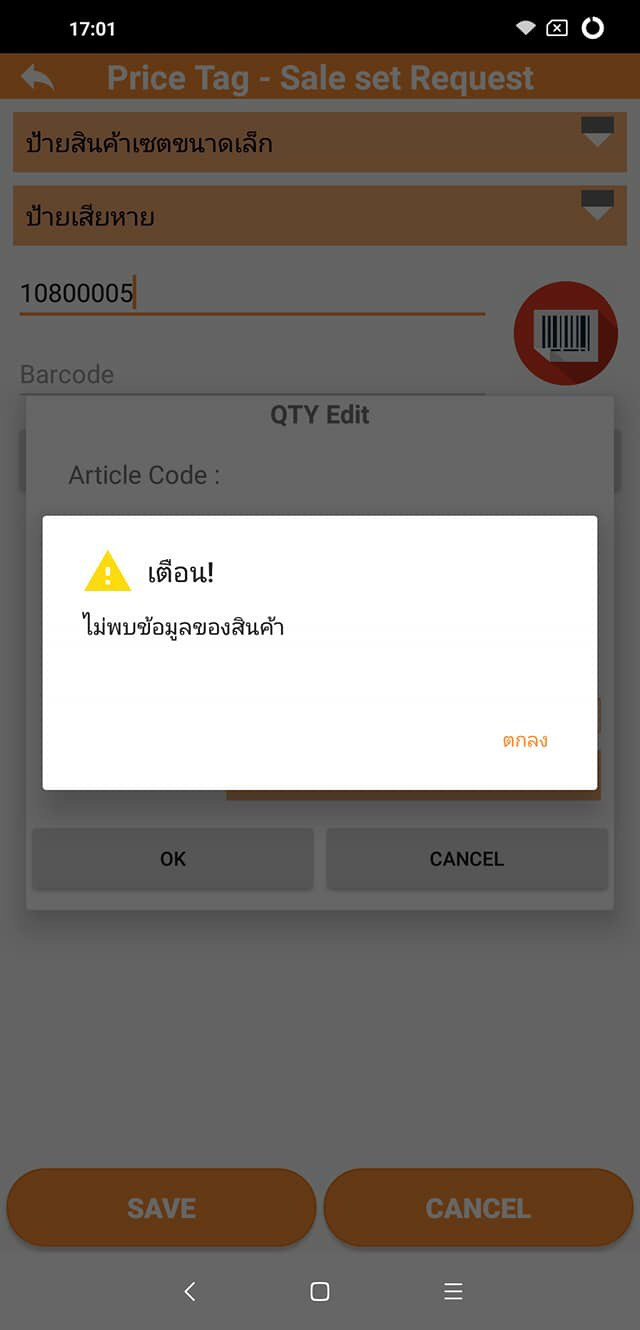 17:01
Price Tag - Sale set Request
ป้ายสินค้าเซตขนาดเล็ก
ป้ายเสียหาย
10800005
Barcode
QTY Edit
Article Code :
เตือน!
ไม่พบข้อมูลของสินค้า
ตกลง
OK
CANCEL
SAVE
CANCEL